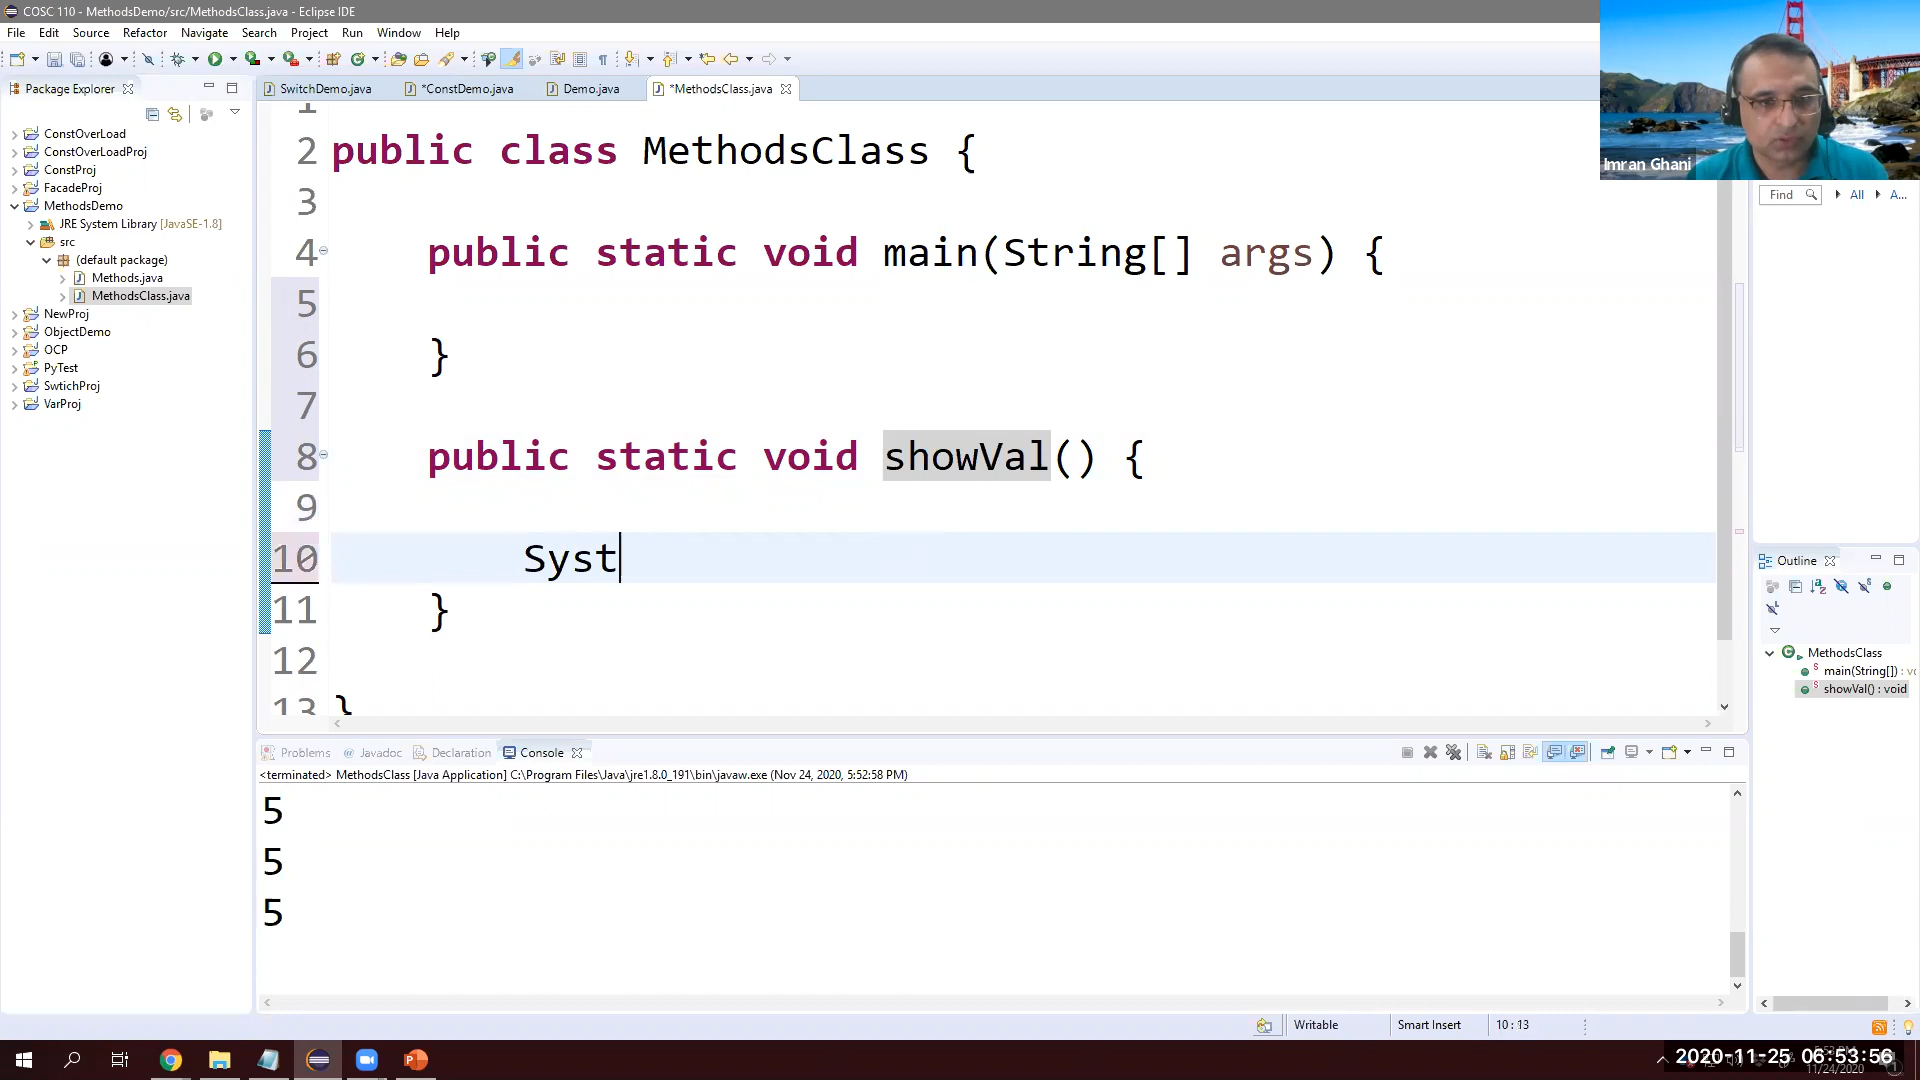 COSC 110 - MethodsDemo/src/MethodsClass.java - Eclipse IDE
File Edit Source Refactor Navigate Search Project Run Window Help
Package Explorer
SwitchDemo.java *ConstDemo.java Demo.java *MethodsClass.java
Imran Ghani
ConstOverLoad
ConstOverLoadProj
ConstProj
FacadeProj
MethodsDemo
JRE System Library [JavaSE-1.8]
src
(default package)
Methods.java
MethodsClass.java
NewProj
ObjectDemo
OCP
PyTest
SwtichProj
VarProj
1
2 public class MethodsClass {
3
4 public static void main(String[] args) {
5
6 }
7
8 public static void showVal() {
9
10 Syst
11 }
12
13 }
Find All A...
Outline
MethodsClass
main(String[]) : vo
showVal() : void
Problems Javadoc Declaration Console
<terminated> MethodsClass [Java Application] C:\Program Files\Java\jre1.8.0_191\bin\javaw.exe (Nov 24, 2020, 5:52:58 PM)
5
5
5
Writable Smart Insert 10 : 13
2020-11-25 06:53:56
11/24/2020